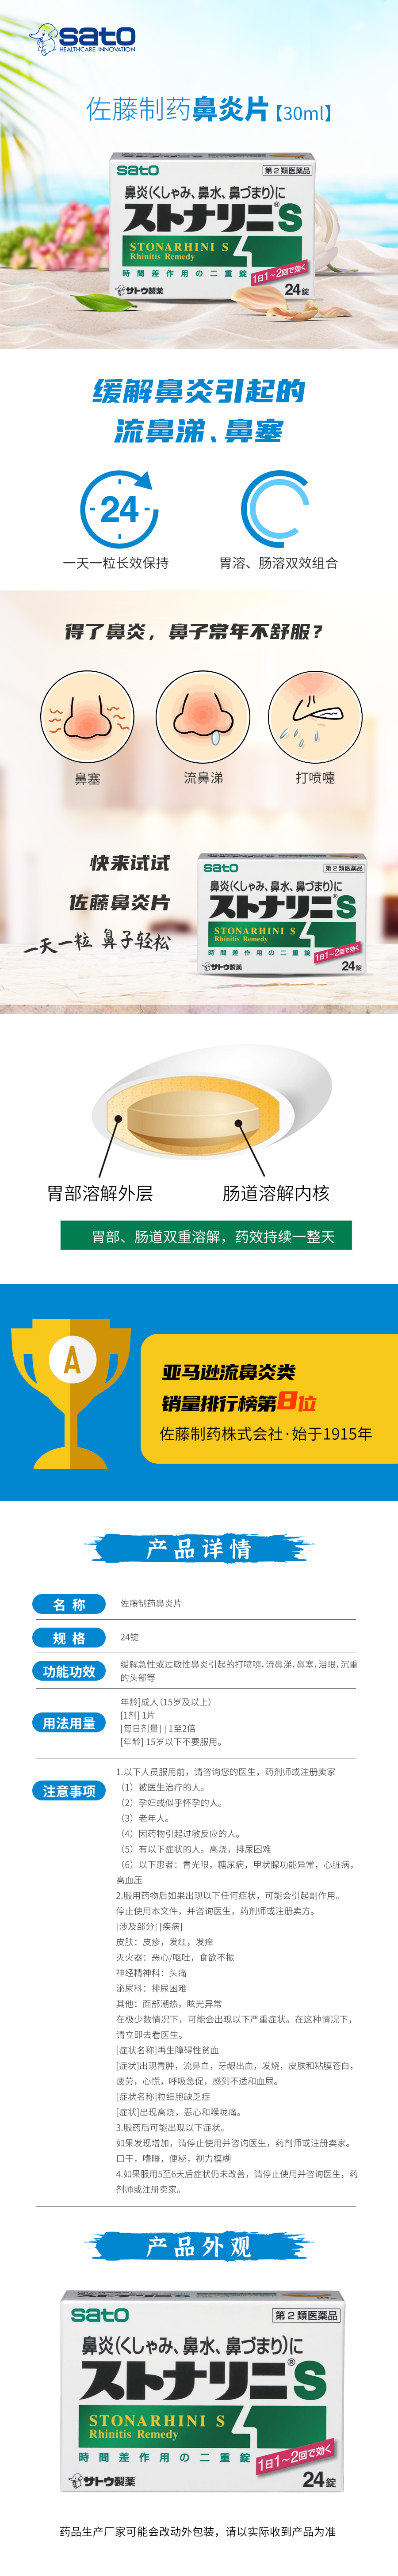 sato
HEALTHCARE INNOVATION
佐藤制药鼻炎片【30ml】
sato
第2類医薬品
鼻炎(くしゃみ、鼻水、鼻づまり)に
ストナリニ®S
STONARHINI S
Rhinitis Remedy
時間差作用の二重錠
1日1~2回で効く
サトウ製薬
24錠
缓解鼻炎引起的
流鼻涕、鼻塞
24
一天一粒长效保持
胃溶、肠溶双效组合
得了鼻炎，鼻子常年不舒服？
鼻塞
流鼻涕
打喷嚏
快来试试
佐藤鼻炎片
一天一粒 鼻子轻松
sato
第2類医薬品
鼻炎(くしゃみ、鼻水、鼻づまり)に
ストナリニ®S
STONARHINI S
Rhinitis Remedy
時間差作用の二重錠
1日1~2回で効く
サトウ製薬
24錠
胃部溶解外层
肠道溶解内核
胃部、肠道双重溶解，药效持续一整天
A
亚马逊流鼻炎类
销量排行榜第8位
佐藤制药株式会社·始于1915年
产品详情
名 称
佐藤制药鼻炎片
规 格
24锭
功能功效
缓解急性或过敏性鼻炎引起的打喷嚏，流鼻涕，鼻塞，泪眼，沉重
的头部等
用法用量
年龄]成人（15岁及以上）
[1剂] 1片
[每日剂量] ] 1至2倍
[年龄] 15岁以下不要服用。
注意事项
1.以下人员服用前，请咨询您的医生，药剂师或注册卖家
（1）被医生治疗的人。
（2）孕妇或似乎怀孕的人。
（3）老年人。
（4）因药物引起过敏反应的人。
（5）有以下症状的人。高烧，排尿困难
（6）以下患者：青光眼，糖尿病，甲状腺功能异常，心脏病，
高血压
2.服用药物后如果出现以下任何症状，可能会引起副作用。
停止使用本文件，并咨询医生，药剂师或注册卖方。
[涉及部分] [疾病]
皮肤：皮疹，发红，发痒
灭火器：恶心/呕吐，食欲不振
神经精神科：头痛
泌尿科：排尿困难
其他：面部潮热，眩光异常
在极少数情况下，可能会出现以下严重症状。在这种情况下，
请立即去看医生。
[症状名称]再生障碍性贫血
[症状]出现青肿，流鼻血，牙龈出血，发烧，皮肤和粘膜苍白，
疲劳，心慌，呼吸急促，感到不适和血尿。
[症状名称]粒细胞缺乏症
[症状]出现高烧，恶心和喉咙痛。
3.服药后可能出现以下症状。
如果发现增加，请停止使用并咨询医生，药剂师或注册卖家。
口干，嗜睡，便秘，视力模糊
4.如果服用5至6天后症状仍未改善，请停止使用并咨询医生，药
剂师或注册卖家。
产品外观
sato
第2類医薬品
鼻炎(くしゃみ、鼻水、鼻づまり)に
ストナリニ®S
STONARHINI S
Rhinitis Remedy
時間差作用の二重錠
1日1~2回で効く
サトウ製薬
24錠
药品生产厂家可能会改动外包装，请以实际收到产品为准